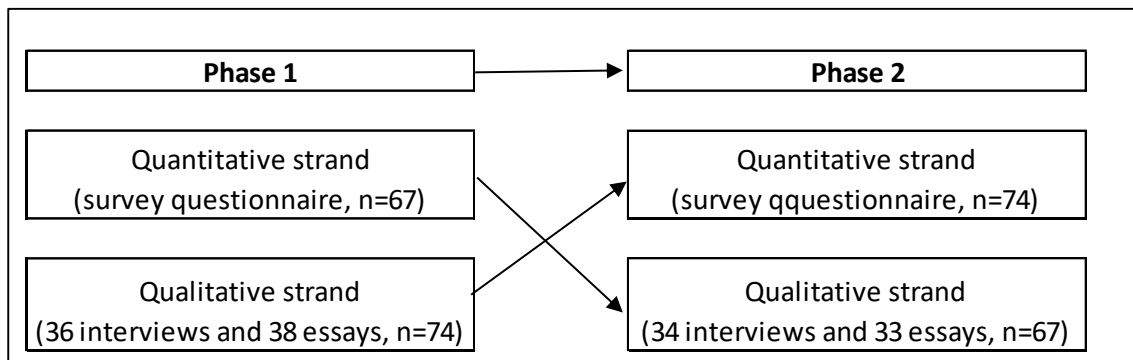 Phase 1
Phase 2
Quantitative strand
(survey questionnaire, n=67)
Quantitative strand
(survey qquestionnaire, n=74)
Qualitative strand
(36 interviews and 38 essays, n=74)
Qualitative strand
(34 interviews and 33 essays, n=67)